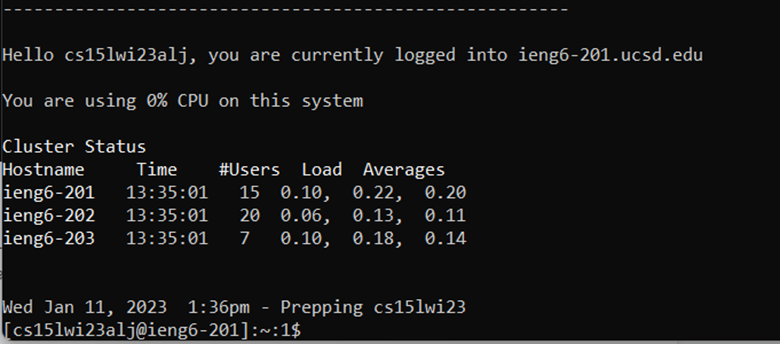 ------------------------------------------------------
Hello cs15lwi23alj, you are currently logged into ieng6-201.ucsd.edu
You are using 0% CPU on this system
Cluster Status
Hostname     Time    #Users  Load  Averages
ieng6-201   13:35:01   15  0.10,  0.22,  0.20
ieng6-202   13:35:01   20  0.06,  0.13,  0.11
ieng6-203   13:35:01   7   0.10,  0.18,  0.14
Wed Jan 11, 2023  1:36pm - Prepping cs15lwi23
[cs15lwi23alj@ieng6-201]:~:1$